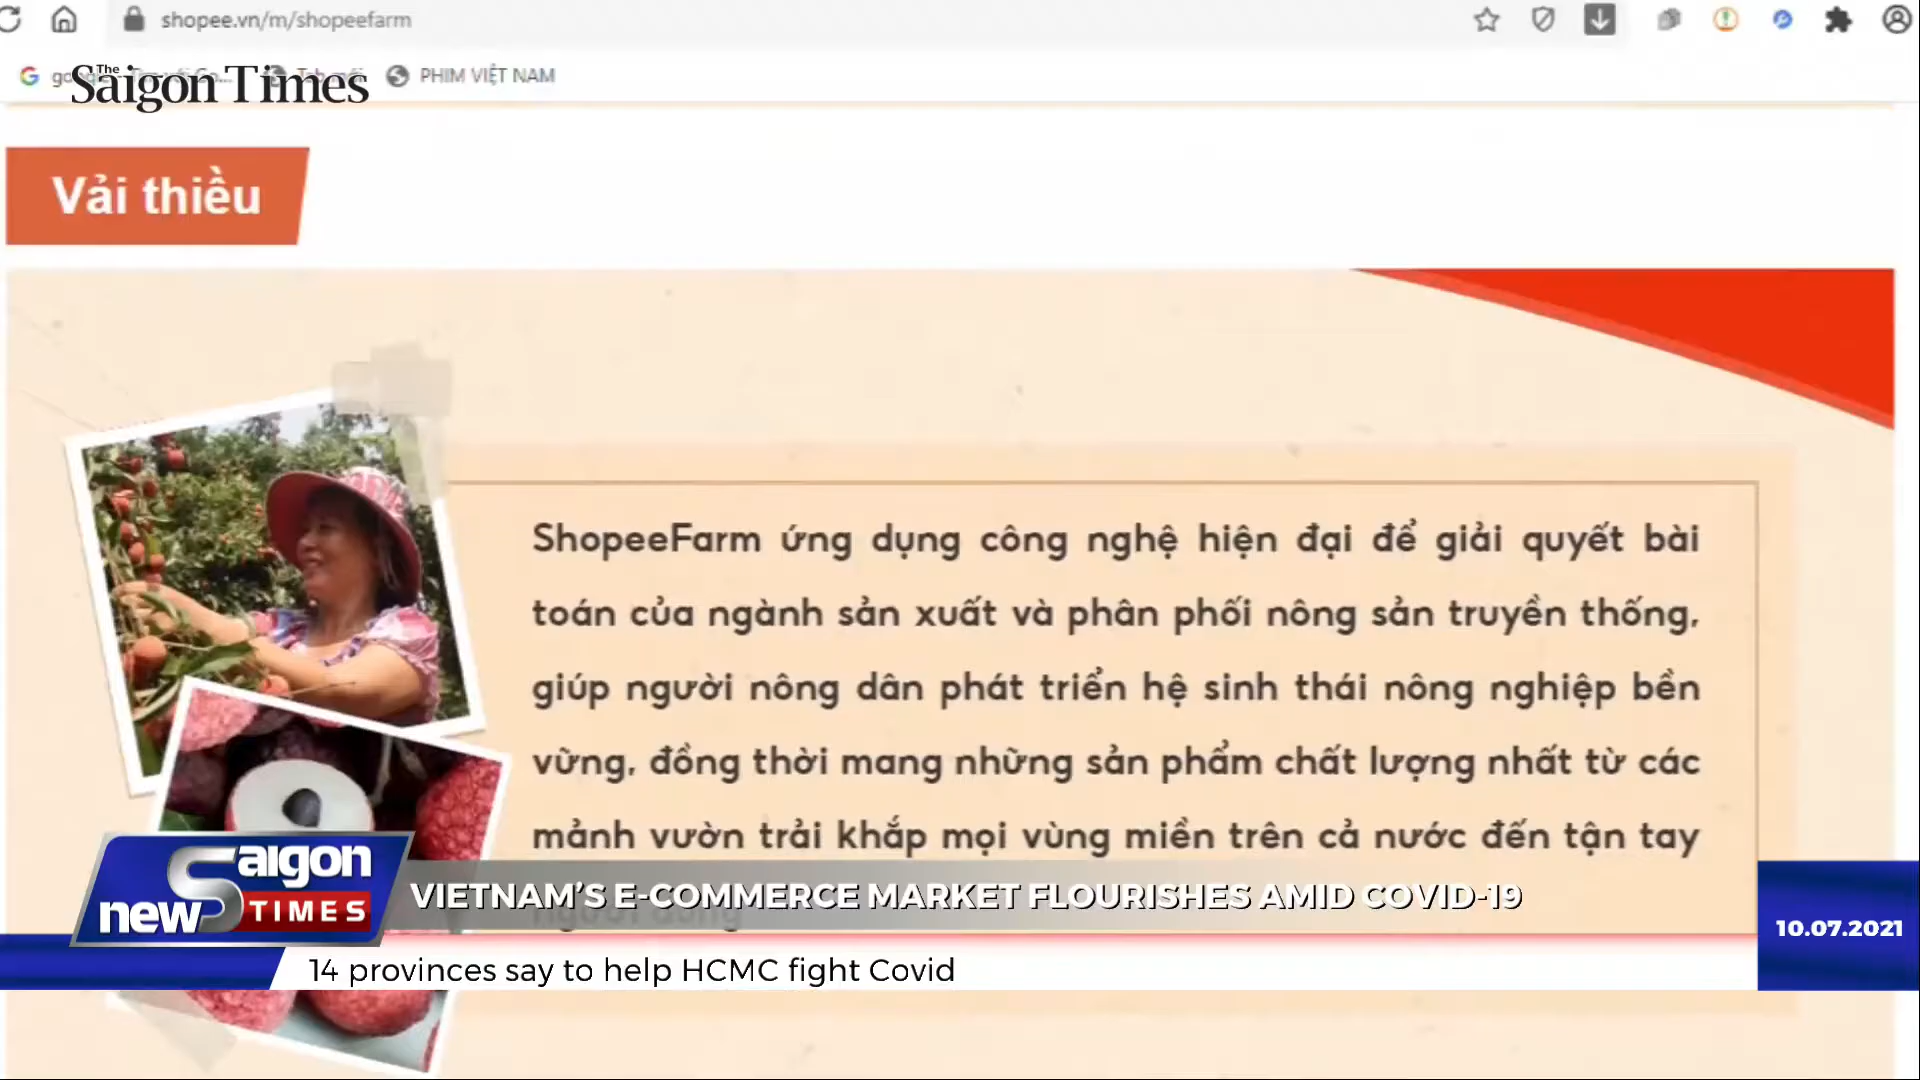 shopee.vn/m/shopeefarm
The
Saigon Times
PHIM VIỆT NAM
Vải thiều
ShopeeFarm ứng dụng công nghệ hiện đại để giải quyết bài
toán của ngành sản xuất và phân phối nông sản truyền thống,
giúp người nông dân phát triển hệ sinh thái nông nghiệp bền
vững, đồng thời mang những sản phẩm chất lượng nhất từ các
mảnh vườn trải khắp mọi vùng miền trên cả nước đến tận tay
Saigon
newS
TIMES
VIETNAM'S E-COMMERCE MARKET FLOURISHES AMID COVID-19
10.07.2021
14 provinces say to help HCMC fight Covid